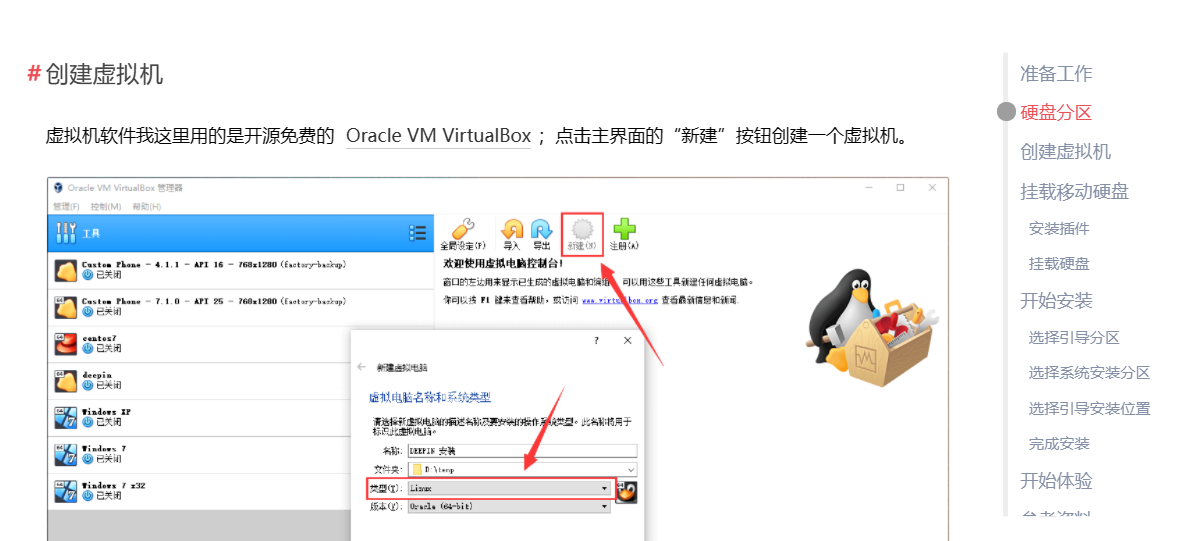 # 创建虚拟机
虚拟机软件我这里用的是开源免费的 Oracle VM VirtualBox ；点击主界面的“新建”按钮创建一个虚拟机。
Oracle VM VirtualBox 管理器
管理(F) 控制(M) 帮助(H)
工具
全局设定(P) 导入 导出 新建(N) 注册(A)
Custom Phone - 4.1.1 - API 16 - 768x1280 (factory-backup)
已关闭
Custom Phone - 7.1.0 - API 25 - 768x1280 (factory-backup)
已关闭
centos7
已关闭
deepin
已关闭
Windows XP
已关闭
Windows 7
已关闭
Windows 7 x32
已关闭
欢迎使用虚拟电脑控制台!
窗口的左边用来显示已生成的虚拟电脑和编组，可以用这些工具新建任何虚拟电脑。
你可以按 F1 键来查看帮助，或访问 www.virtualbox.org 查看最新信息和新闻.
?
新建虚拟电脑
虚拟电脑名称和系统类型
请选择新虚拟电脑的描述名称及要安装的操作系统类型。此名称将用于
标识此虚拟电脑。
名称: DEEPIN 安装
文件夹: D:\temp
类型(T): Linux
版本(V): Oracle (64-bit)
准备工作
硬盘分区
创建虚拟机
挂载移动硬盘
安装插件
挂载硬盘
开始安装
选择引导分区
选择系统安装分区
选择引导安装位置
完成安装
开始体验
参考资料